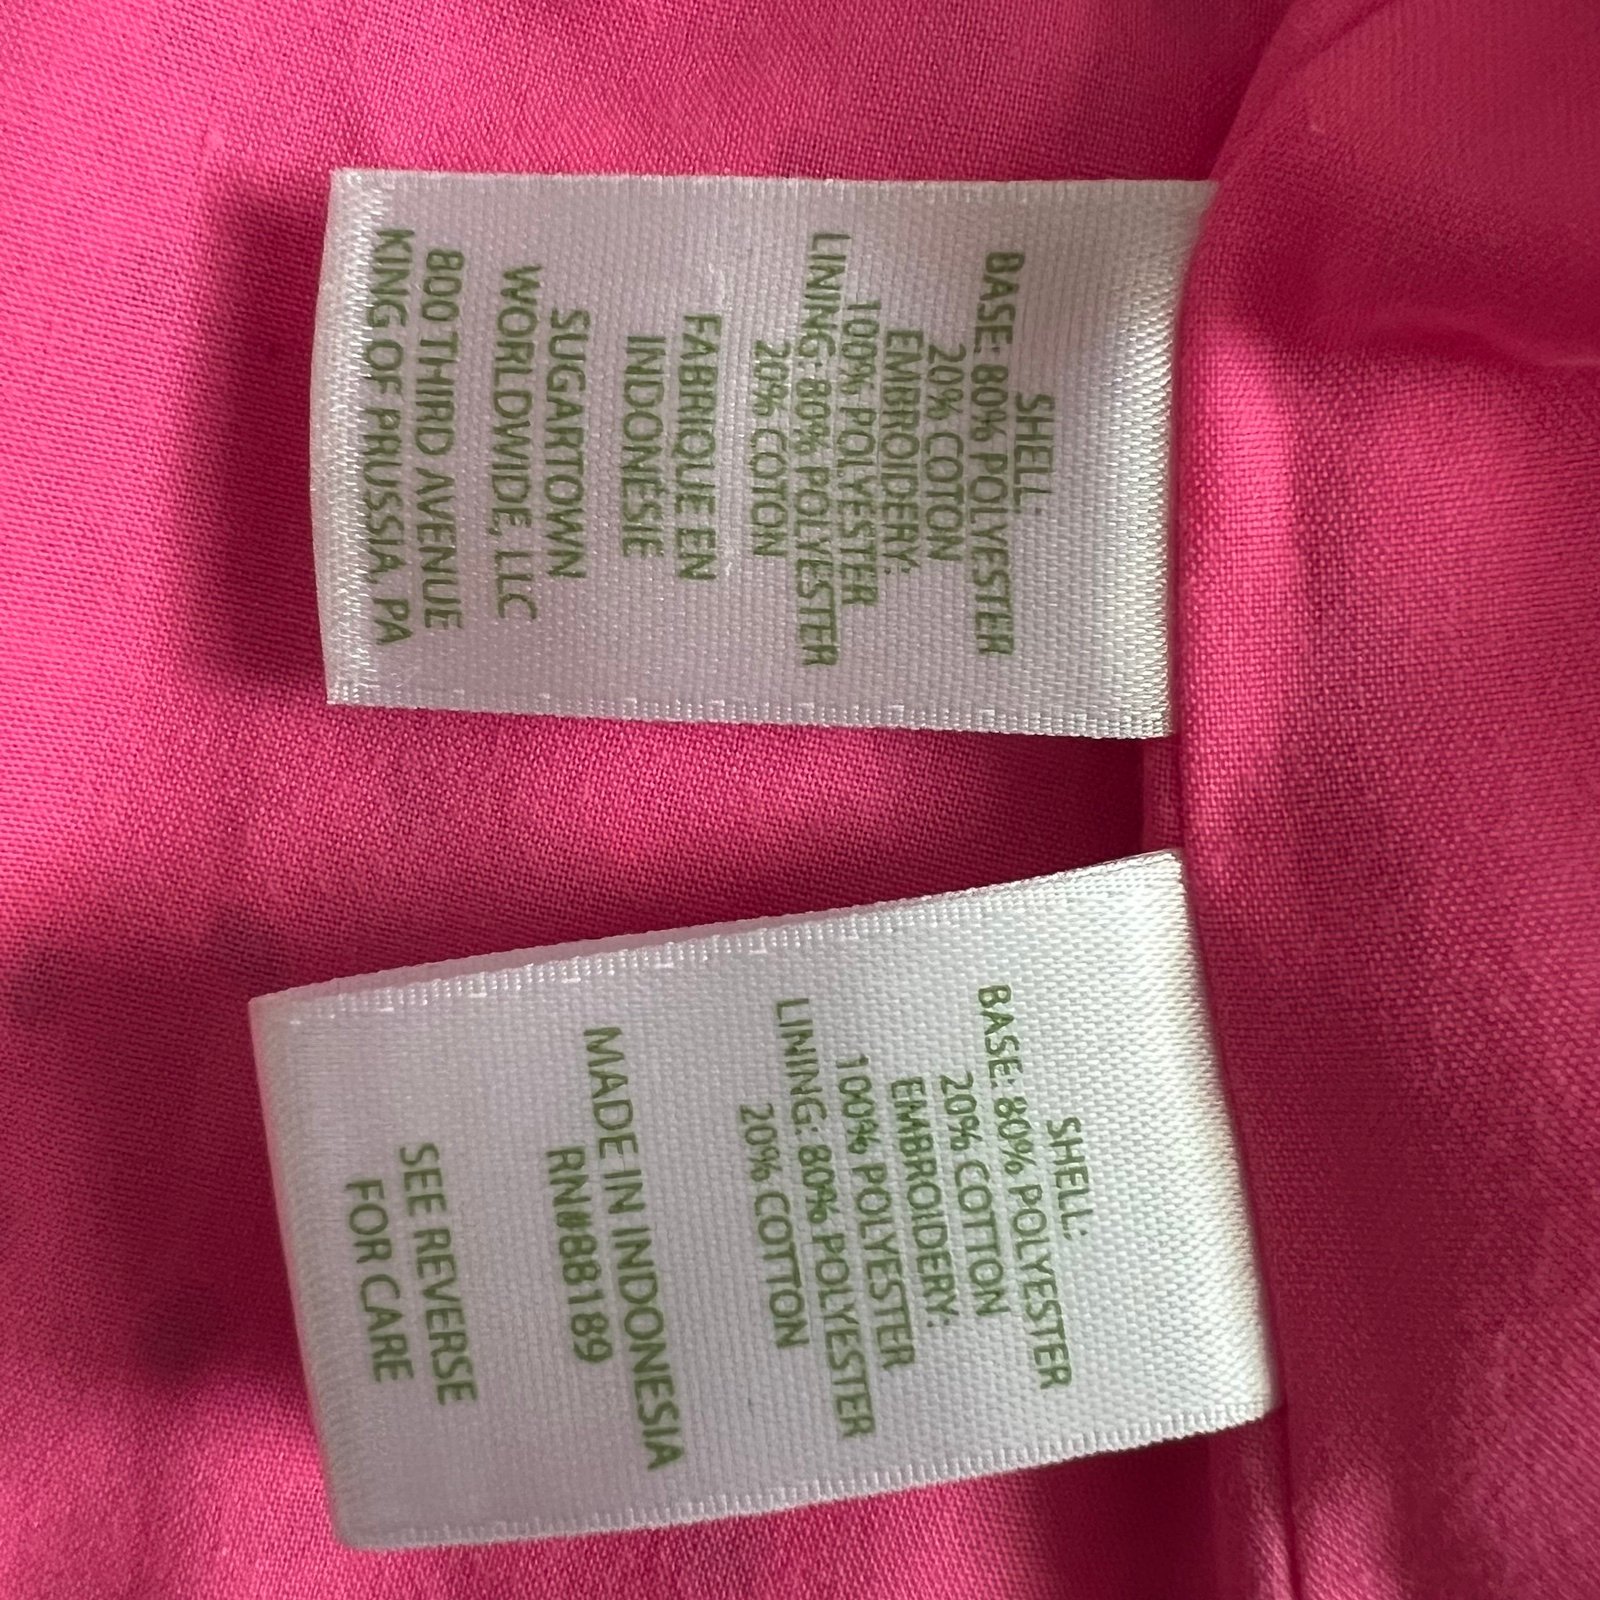 SHELL:
BASE: 80% POLYESTER
20% COTON
EMBROIDERY:
100% POLYESTER
LINING: 80% POLYESTER
20% COTON
FABRIQUE EN
INDONÉSIE
SUGARTOWN
WORLDWIDE, LLC
800 THIRD AVENUE
KING OF PRUSSIA, PA
SHELL:
BASE: 80% POLYESTER
20% COTTON
EMBROIDERY:
100% POLYESTER
LINING: 80% POLYESTER
20% COTTON
MADE IN INDONESIA
RN#88189
SEE REVERSE
FOR CARE